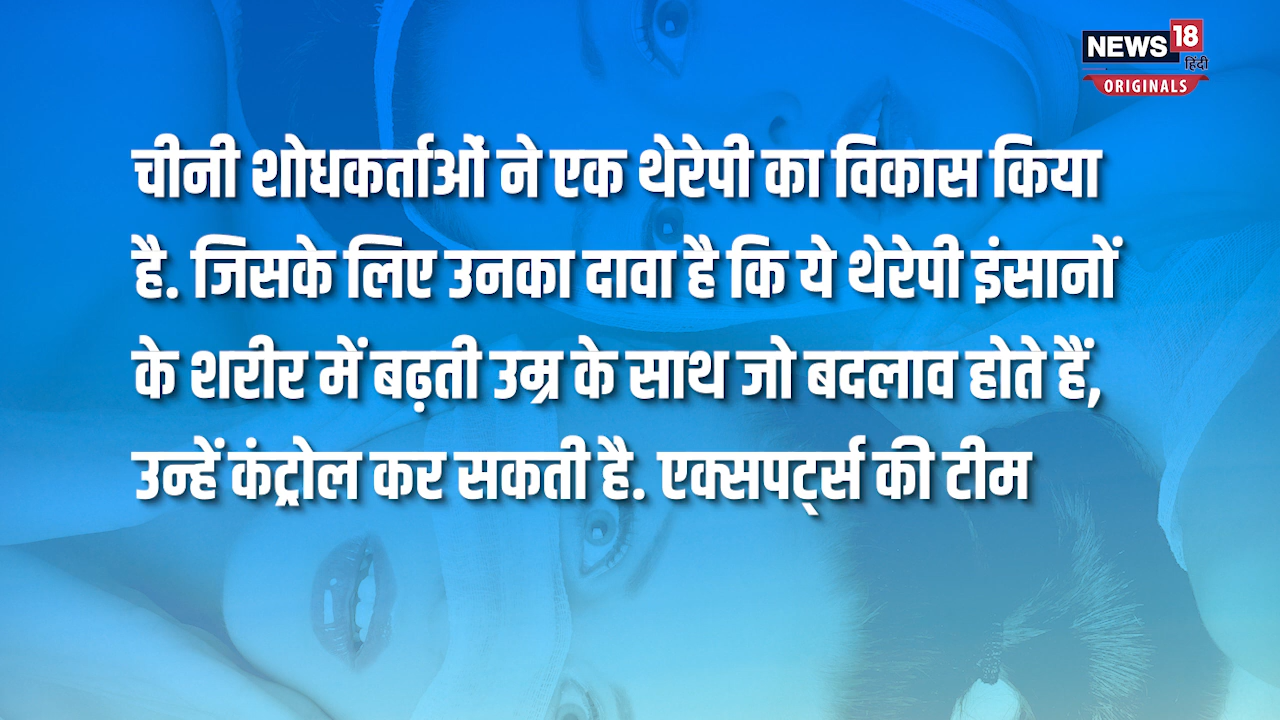 NEWS 18
हिंदी
ORIGINALS
चीनी शोधकर्ताओं ने एक थेरेपी का विकास किया
है. जिसके लिए उनका दावा है कि ये थेरेपी इंसानों
के शरीर में बढ़ती उम्र के साथ जो बदलाव होते हैं,
उन्हें कंट्रोल कर सकती है. एक्सपर्ट्स की टीम